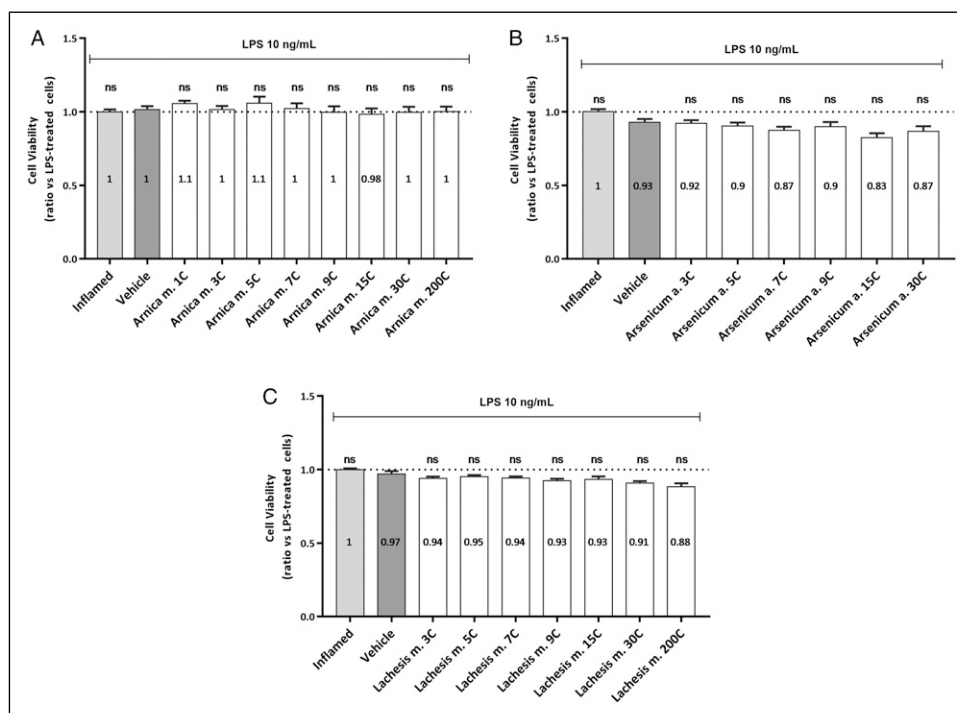 A
LPS 10 ng/mL
Cell Viability
(ratio vs LPS-treated cells)
1.5
1.0
0.5
0.0
ns ns ns ns ns ns ns ns ns
1 1 1.1 1 1.1 1 1 0.98 1 1
Inflamed
Vehicle
Arnica m. 1C
Arnica m. 3C
Arnica m. 5C
Arnica m. 7C
Arnica m. 9C
Arnica m. 15C
Arnica m. 30C
Arnica m. 200C
B
LPS 10 ng/mL
Cell Viability
(ratio vs LPS-treated cells)
1.5
1.0
0.5
0.0
ns ns ns ns ns ns ns
1 0.93 0.92 0.9 0.87 0.9 0.83 0.87
Inflamed
Vehicle
Arsenicum a. 3C
Arsenicum a. 5C
Arsenicum a. 7C
Arsenicum a. 9C
Arsenicum a. 15C
Arsenicum a. 30C
C
LPS 10 ng/mL
Cell Viability
(ratio vs LPS-treated cells)
1.5
1.0
0.5
0.0
ns ns ns ns ns ns ns ns
1 0.97 0.94 0.95 0.94 0.93 0.93 0.91 0.88
Inflamed
Vehicle
Lachesis m. 3C
Lachesis m. 5C
Lachesis m. 7C
Lachesis m. 9C
Lachesis m. 15C
Lachesis m. 30C
Lachesis m. 200C